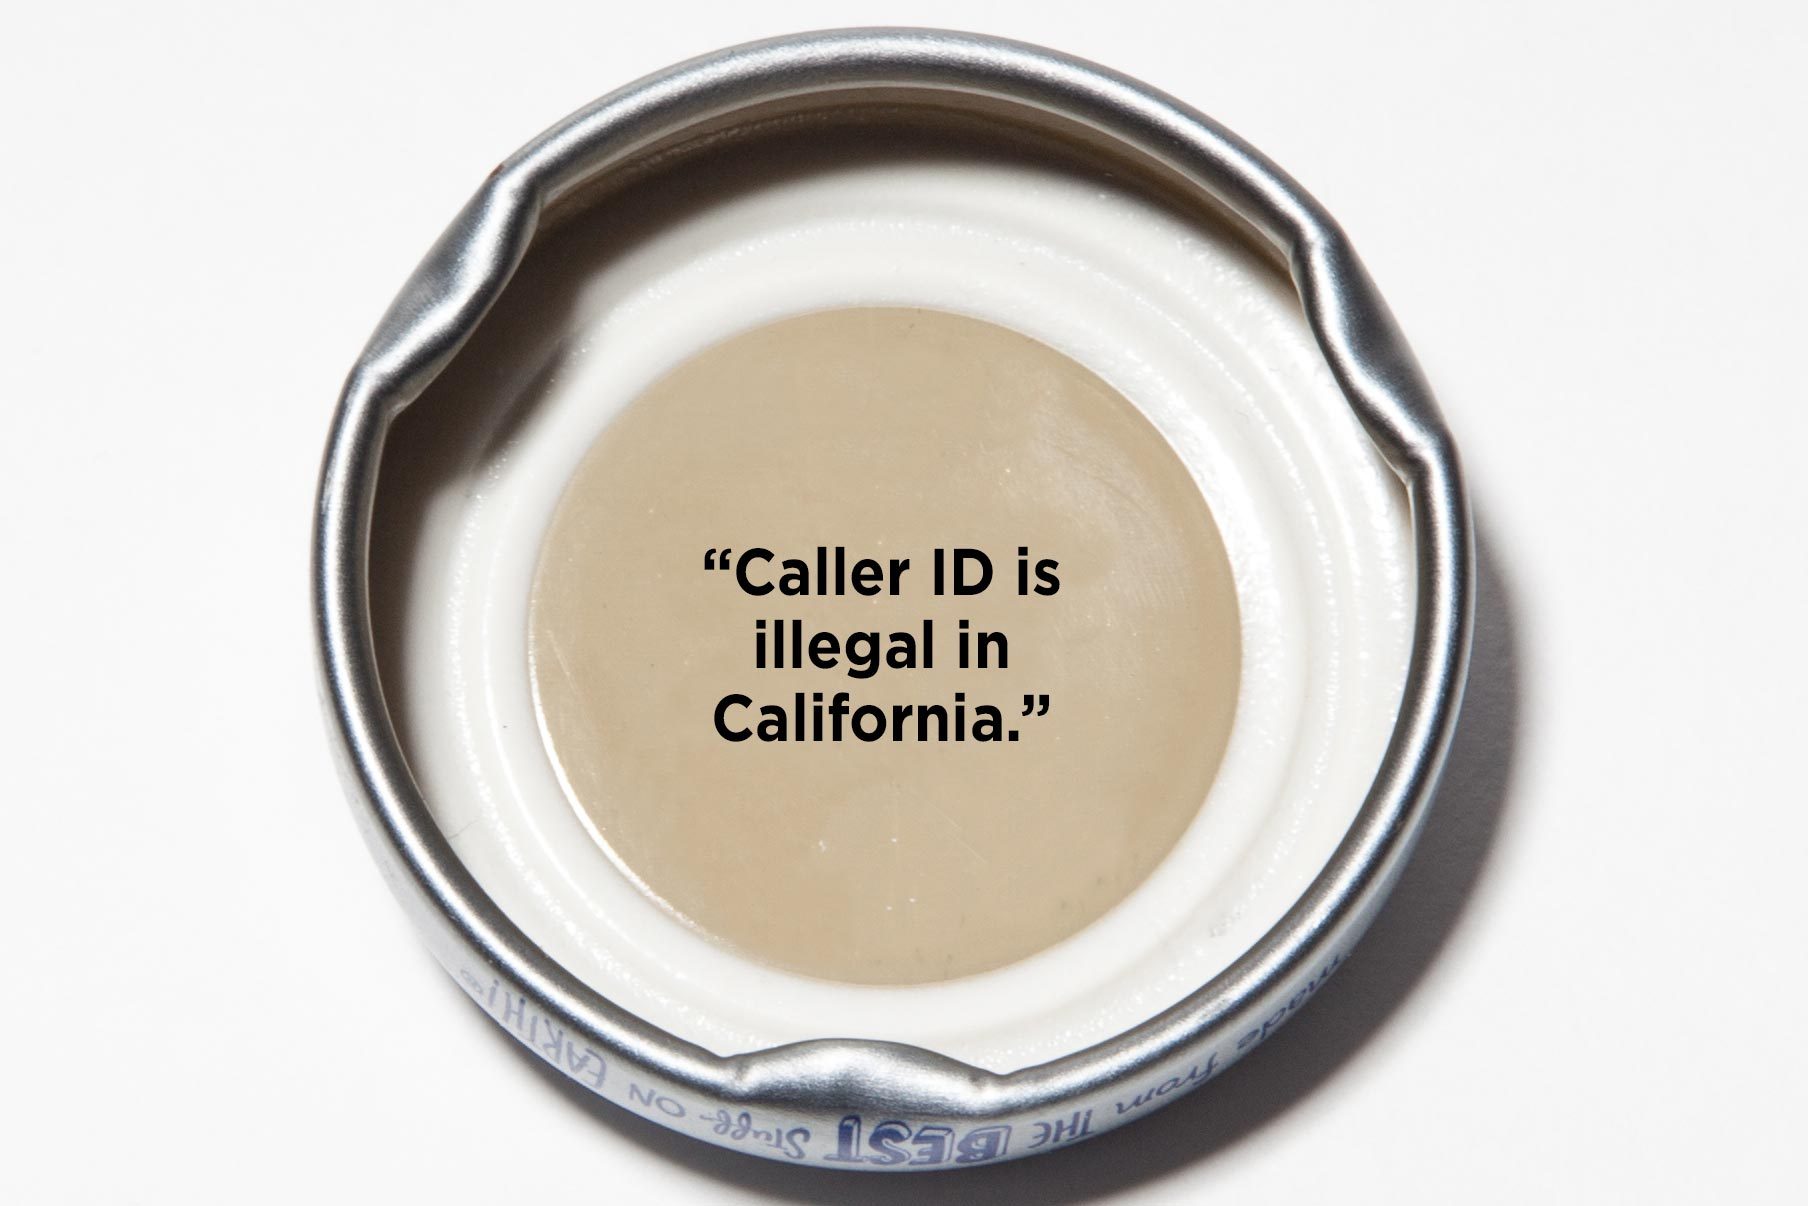 “Caller ID is
illegal in
California.”
made from THE BEST Stuff ON EARTH!®